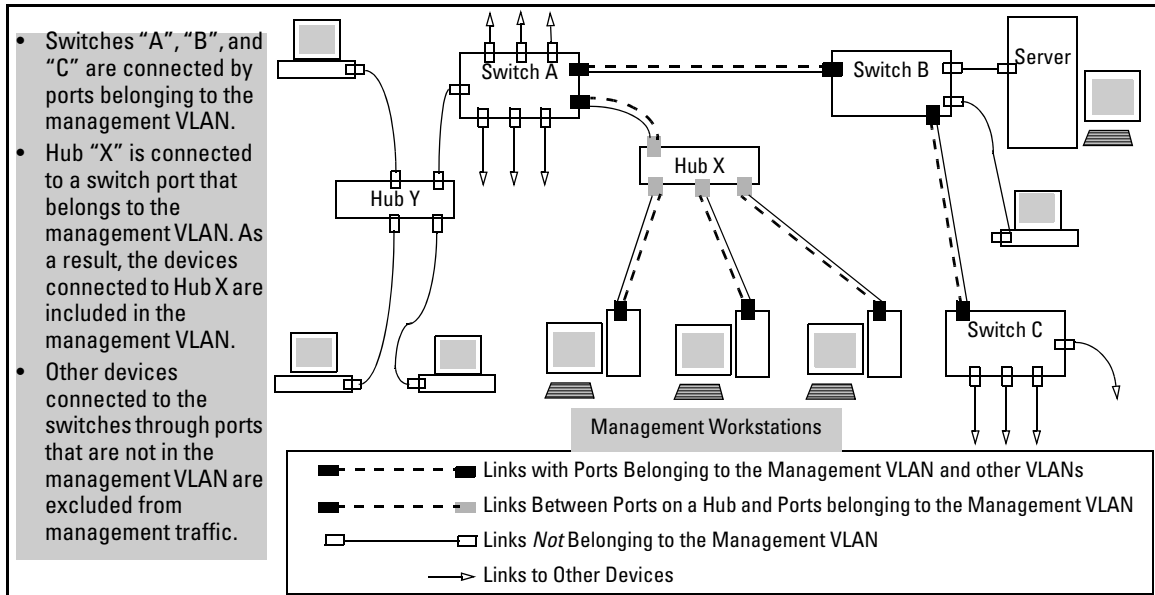 • Switches “A”, “B”, and
“C” are connected by
ports belonging to the
management VLAN.
• Hub “X” is connected
to a switch port that
belongs to the
management VLAN. As
a result, the devices
connected to Hub X are
included in the
management VLAN.
• Other devices
connected to the
switches through ports
that are not in the
management VLAN are
excluded from
management traffic.
Switch A
Switch B
Server
Hub X
Hub Y
Switch C
Management Workstations
Links with Ports Belonging to the Management VLAN and other VLANs
Links Between Ports on a Hub and Ports belonging to the Management VLAN
Links Not Belonging to the Management VLAN
Links to Other Devices